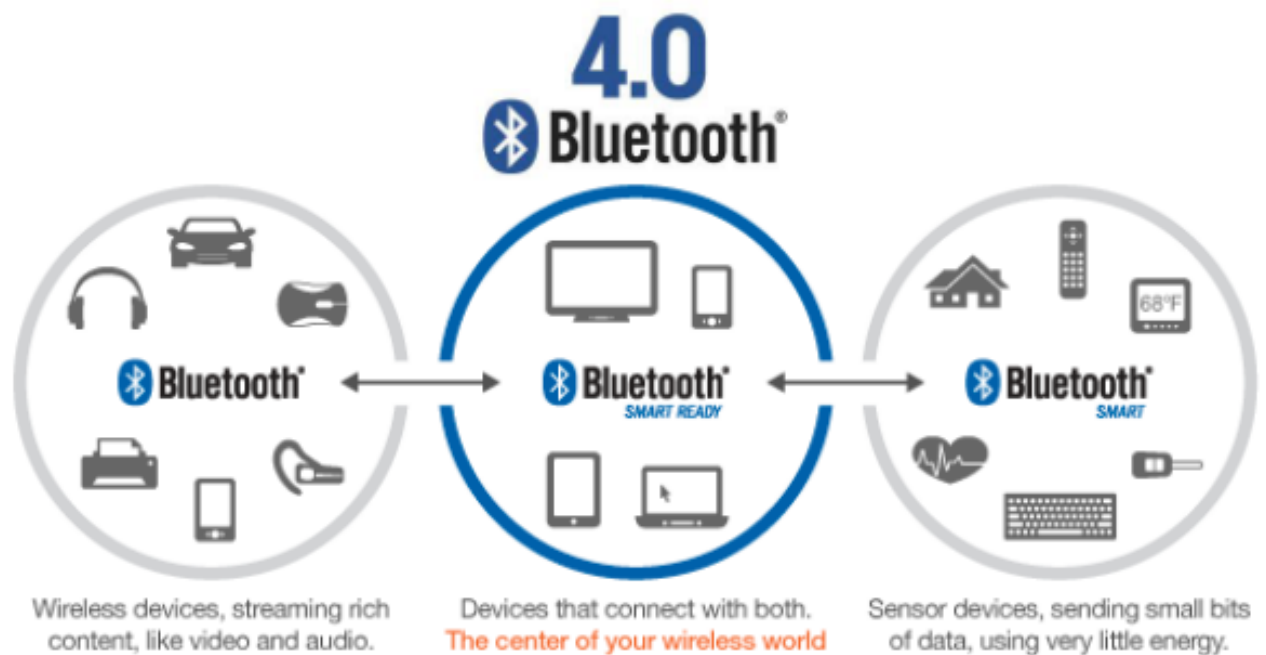 4.0
Bluetooth®
68°F
Bluetooth®
Bluetooth®
SMART READY
Bluetooth®
SMART
Wireless devices, streaming rich
content, like video and audio.
Devices that connect with both.
The center of your wireless world
Sensor devices, sending small bits
of data, using very little energy.